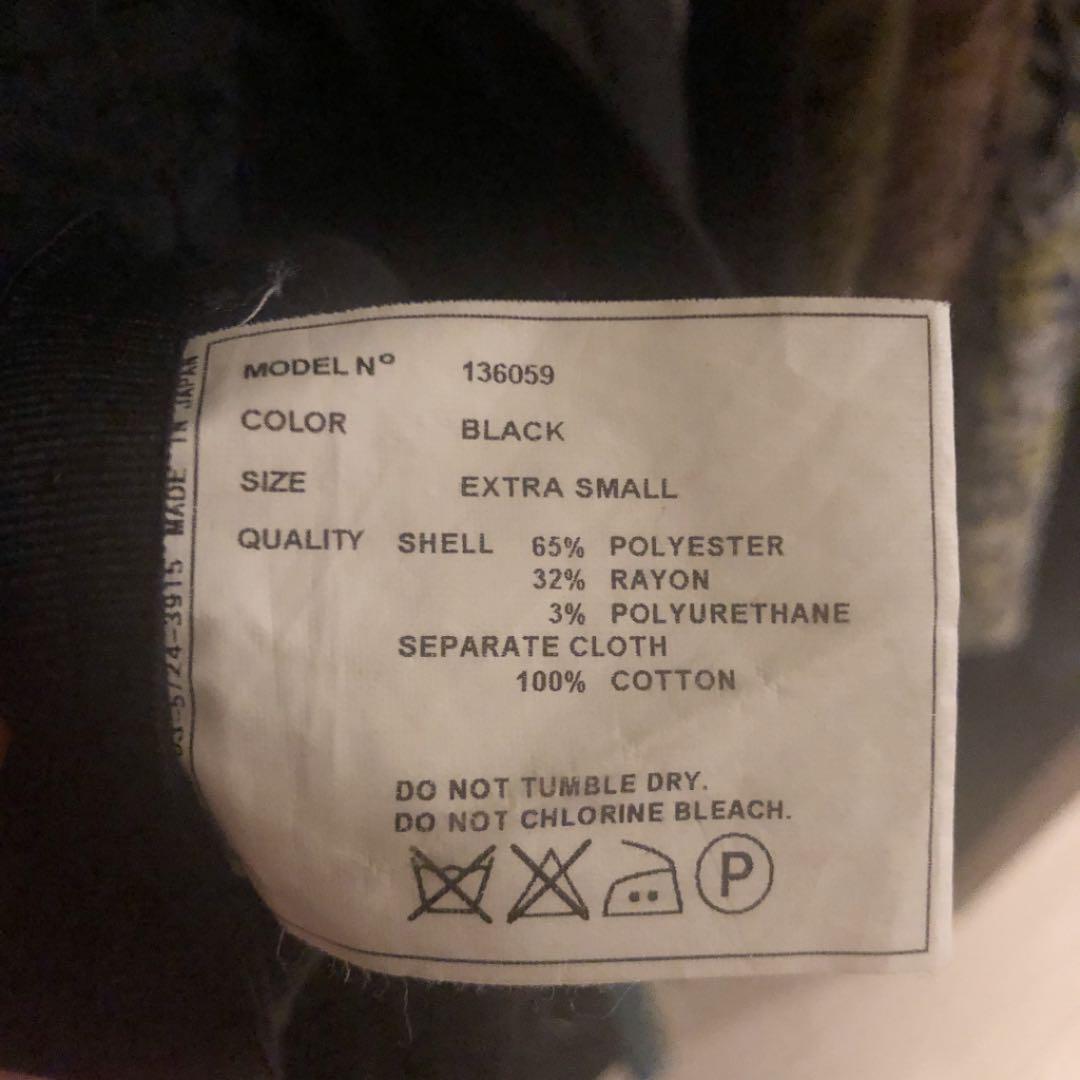 MODEL Nº 136059
COLOR BLACK
SIZE EXTRA SMALL
QUALITY SHELL 65% POLYESTER
32% RAYON
3% POLYURETHANE
SEPARATE CLOTH
100% COTTON
DO NOT TUMBLE DRY.
DO NOT CHLORINE BLEACH.
P
MADE IN JAPAN